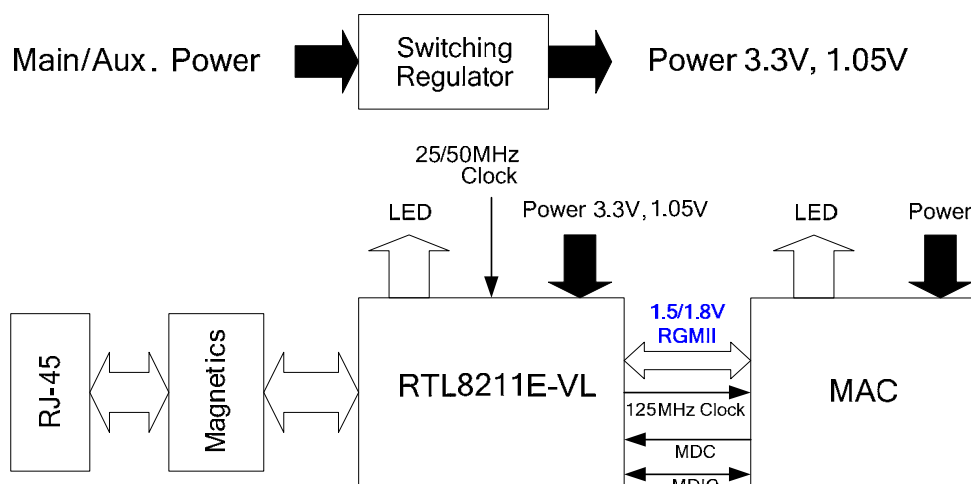 Main/Aux. Power
Switching
Regulator
Power 3.3V, 1.05V
25/50MHz
Clock
LED
Power 3.3V, 1.05V
LED
Power
1.5/1.8V
RGMII
RJ-45
Magnetics
RTL8211E-VL
MAC
125MHz Clock
MDC
MDIO